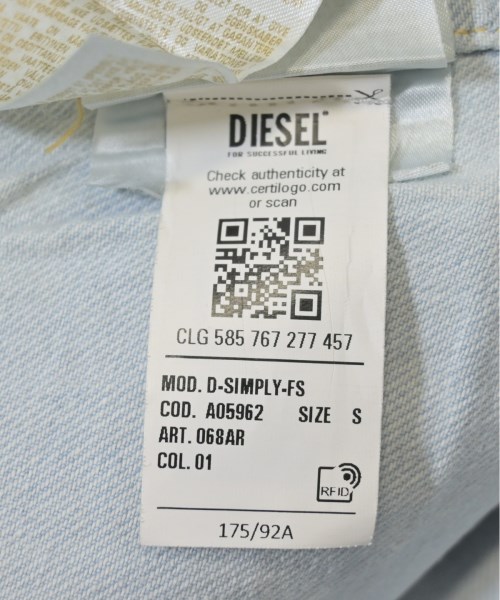 DIESEL
FOR SUCCESSFUL LIVING
Check authenticity at
www.certilogo.com
or scan
CLG 585 767 277 457
MOD. D-SIMPLY-FS
COD. A05962 SIZE S
ART. 068AR
COL. 01
RFID
175/92A